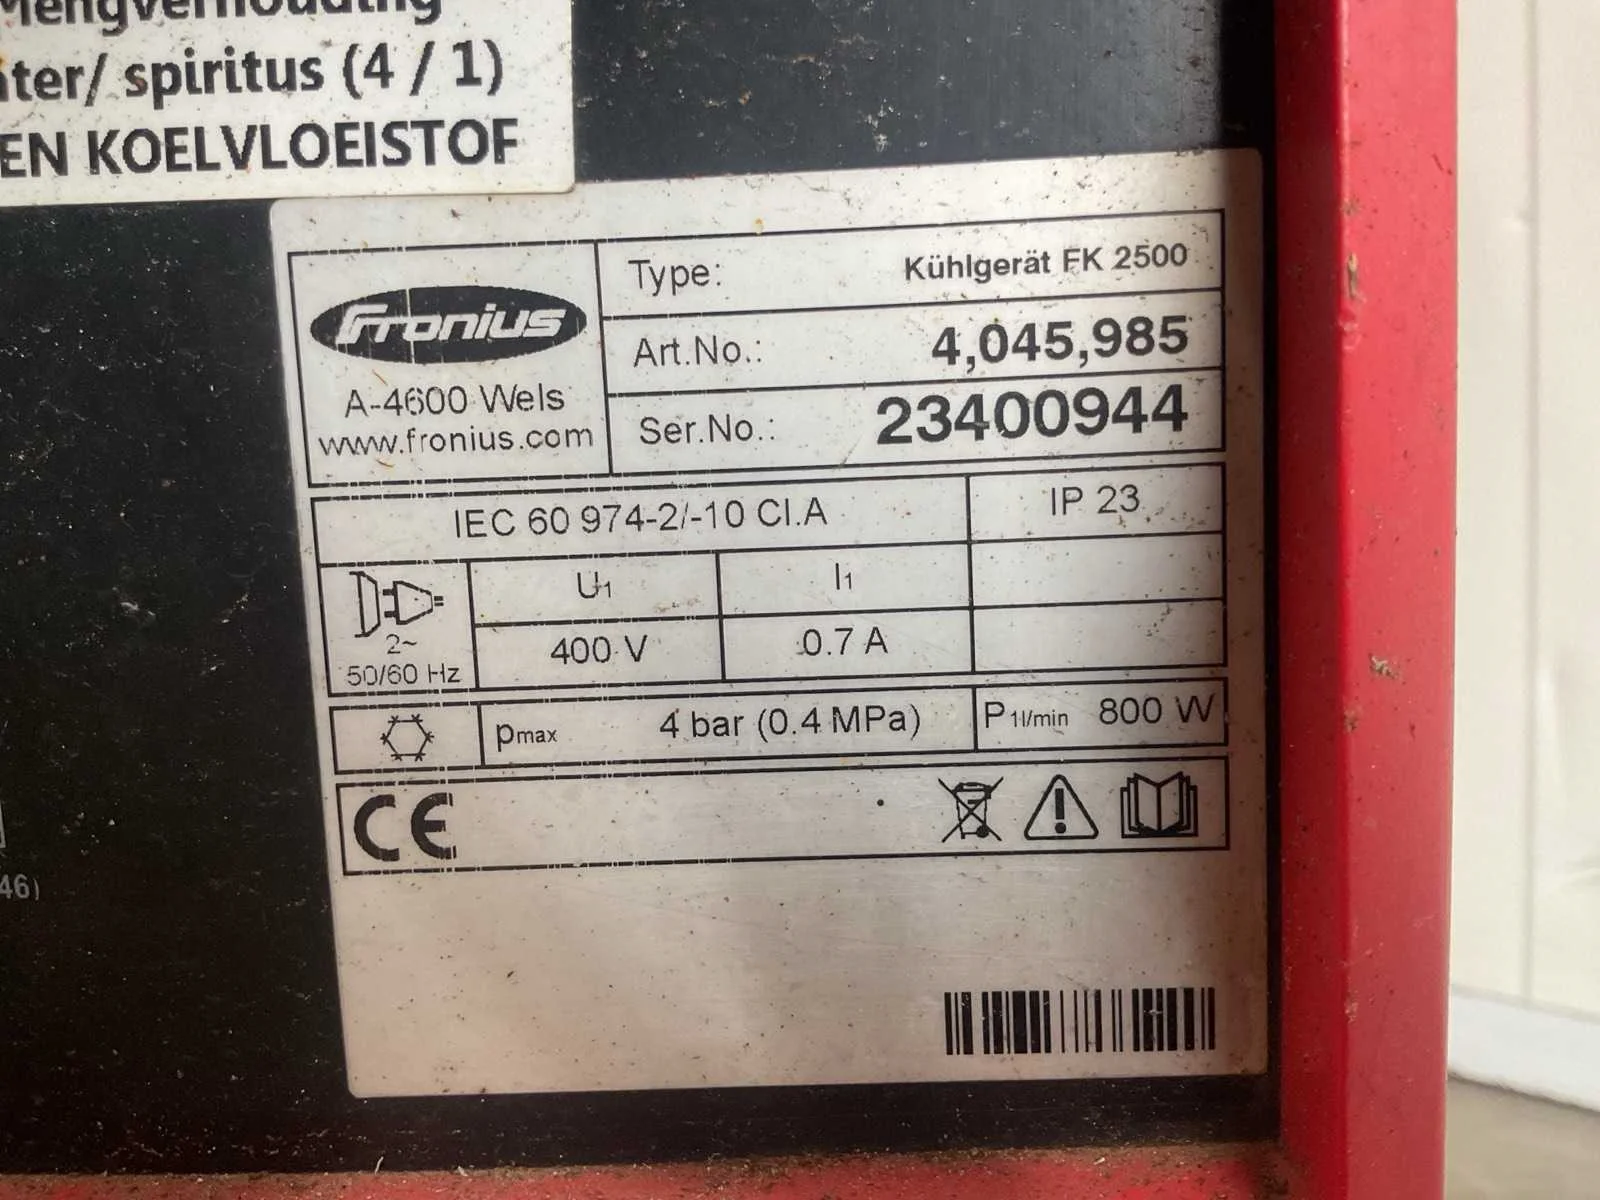 spiritus (4 / 1)
KOELVLOEISTOF
Fronius
A-4600 Wels
www.fronius.com
Type: Kühlgerät FK 2500
Art.No.: 4,045,985
Ser.No.: 23400944
IEC 60 974-2/-10 Cl.A IP 23
U1 I1
2~
50/60 Hz
400 V 0.7 A
pmax 4 bar (0.4 MPa) P1l/min 800 W
CE
46)